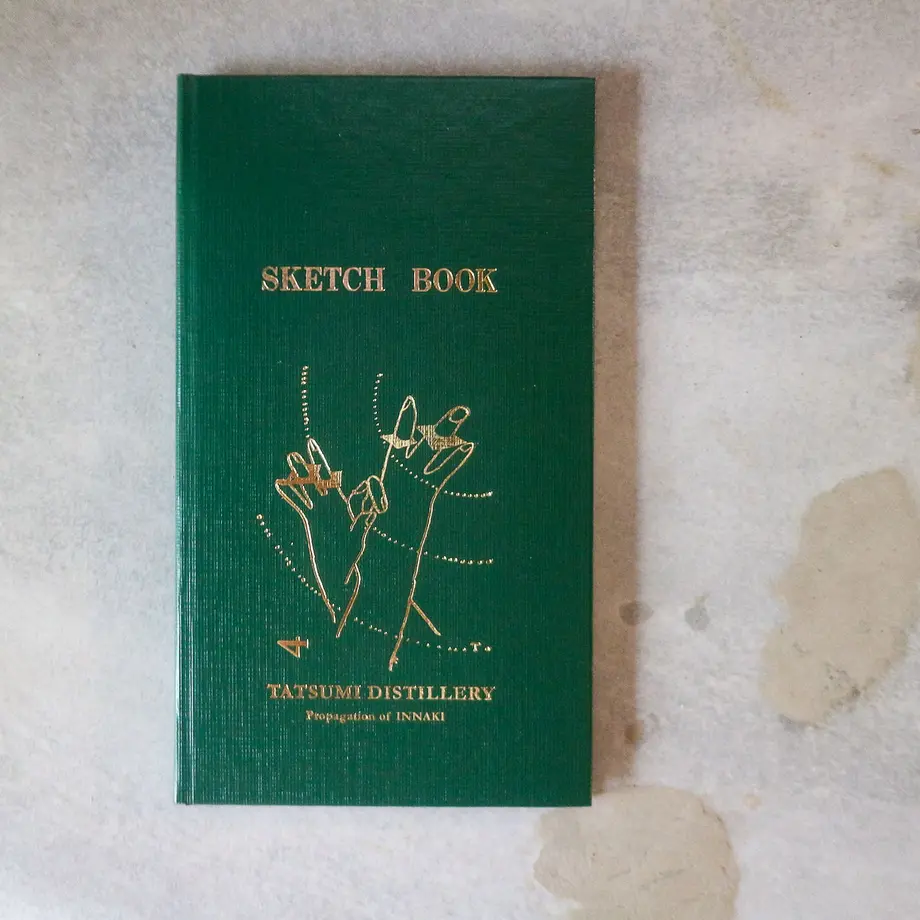 SKETCH BOOK
4
T.
TATSUMI DISTILLERY
Propagation of INNAKI